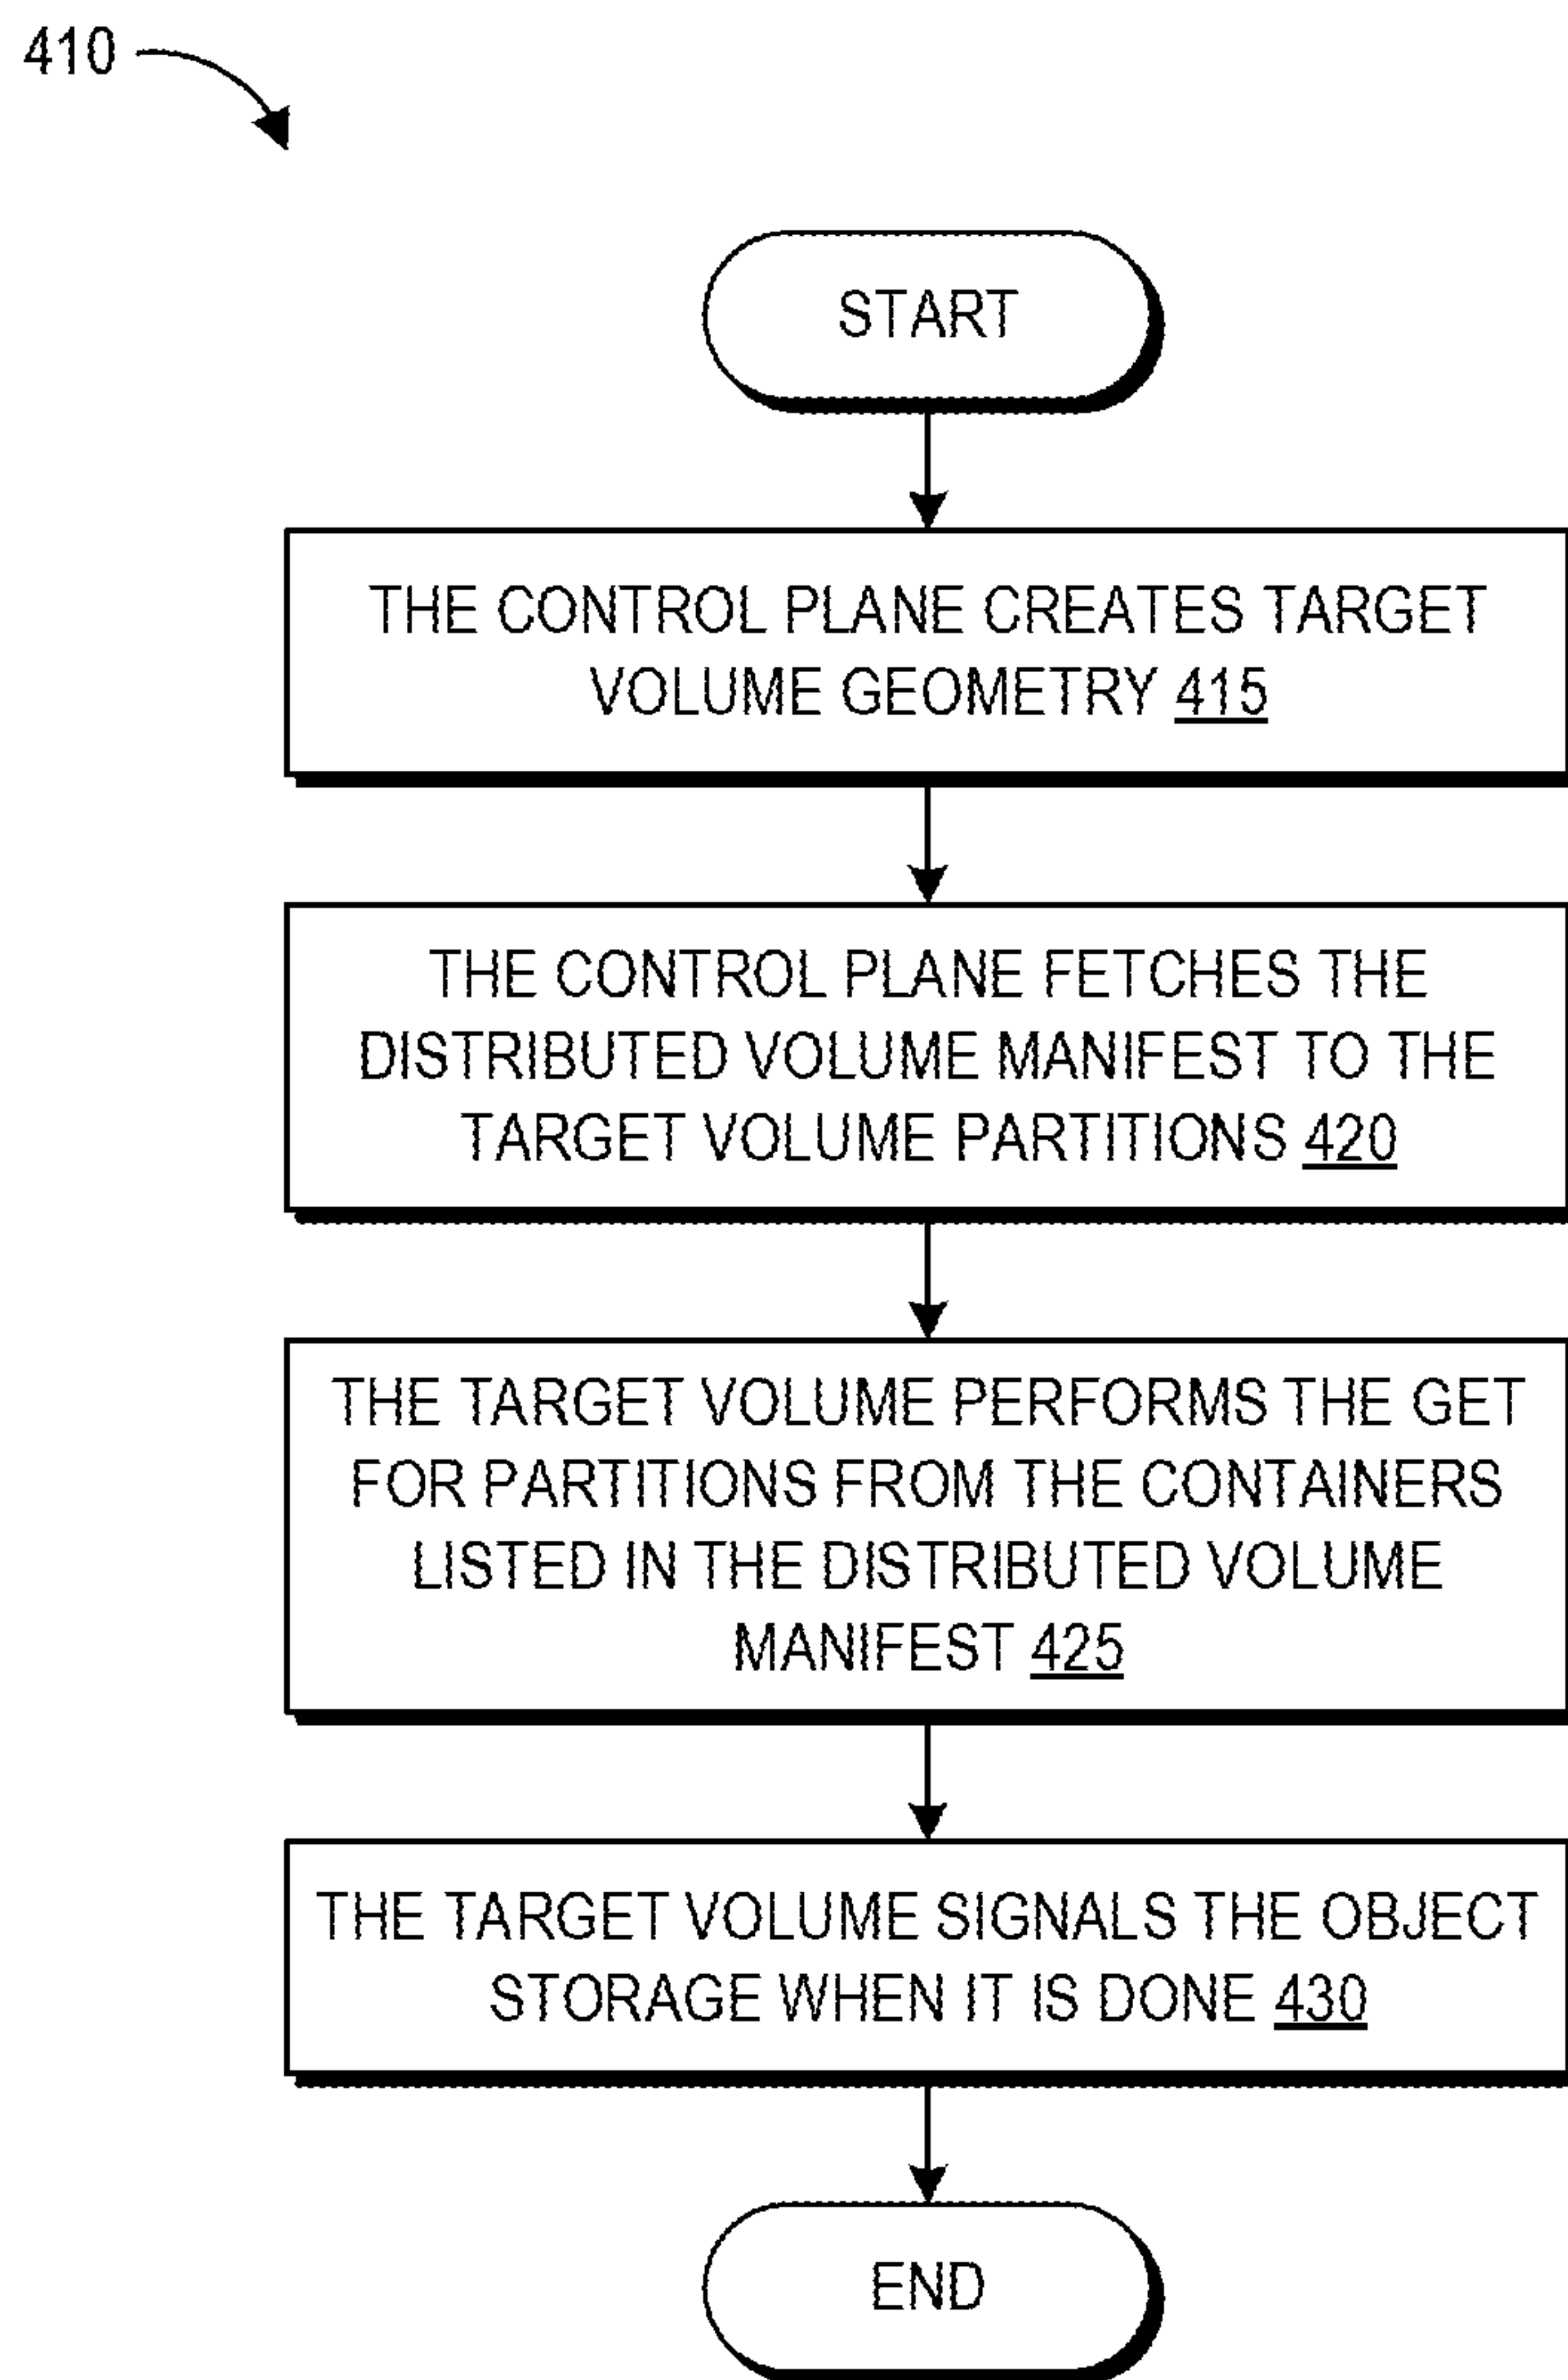 410
START
THE CONTROL PLANE CREATES TARGET
VOLUME GEOMETRY 415
THE CONTROL PLANE FETCHES THE
DISTRIBUTED VOLUME MANIFEST TO THE
TARGET VOLUME PARTITIONS 420
THE TARGET VOLUME PERFORMS THE GET
FOR PARTITIONS FROM THE CONTAINERS
LISTED IN THE DISTRIBUTED VOLUME
MANIFEST 425
THE TARGET VOLUME SIGNALS THE OBJECT
STORAGE WHEN IT IS DONE 430
END